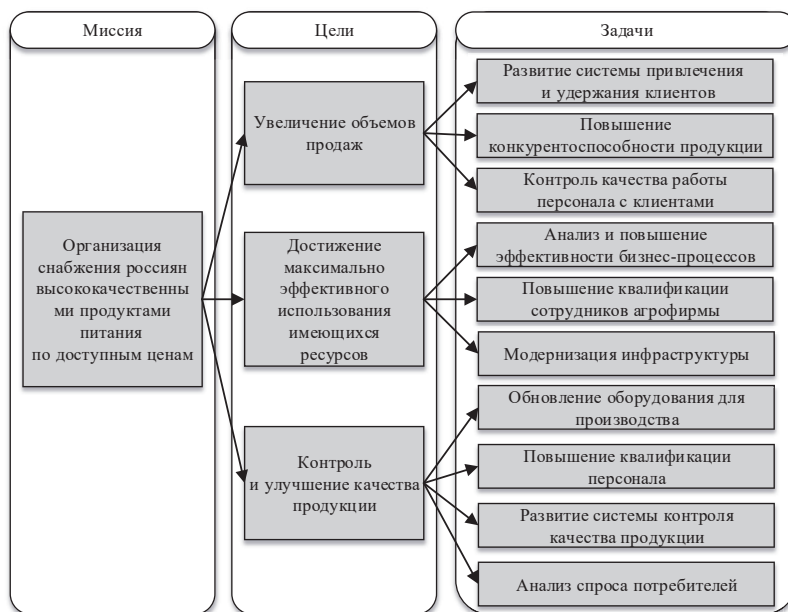 Миссия
Цели
Задачи
Организация
снабжения россиян
высококачественны
ми продуктами
питания
по доступным ценам
Увеличение объемов
продаж
Достижение
максимально
эффективного
использования
имеющихся
ресурсов
Контроль
и улучшение качества
продукции
Развитие системы привлечения
и удержания клиентов
Повышение
конкурентоспособности продукции
Контроль качества работы
персонала с клиентами
Анализ и повышение
эффективности бизнес-процессов
Повышение квалификации
сотрудников агрофирмы
Модернизация инфраструктуры
Обновление оборудования для
производства
Повышение квалификации
персонала
Развитие системы контроля
качества продукции
Анализ спроса потребителей